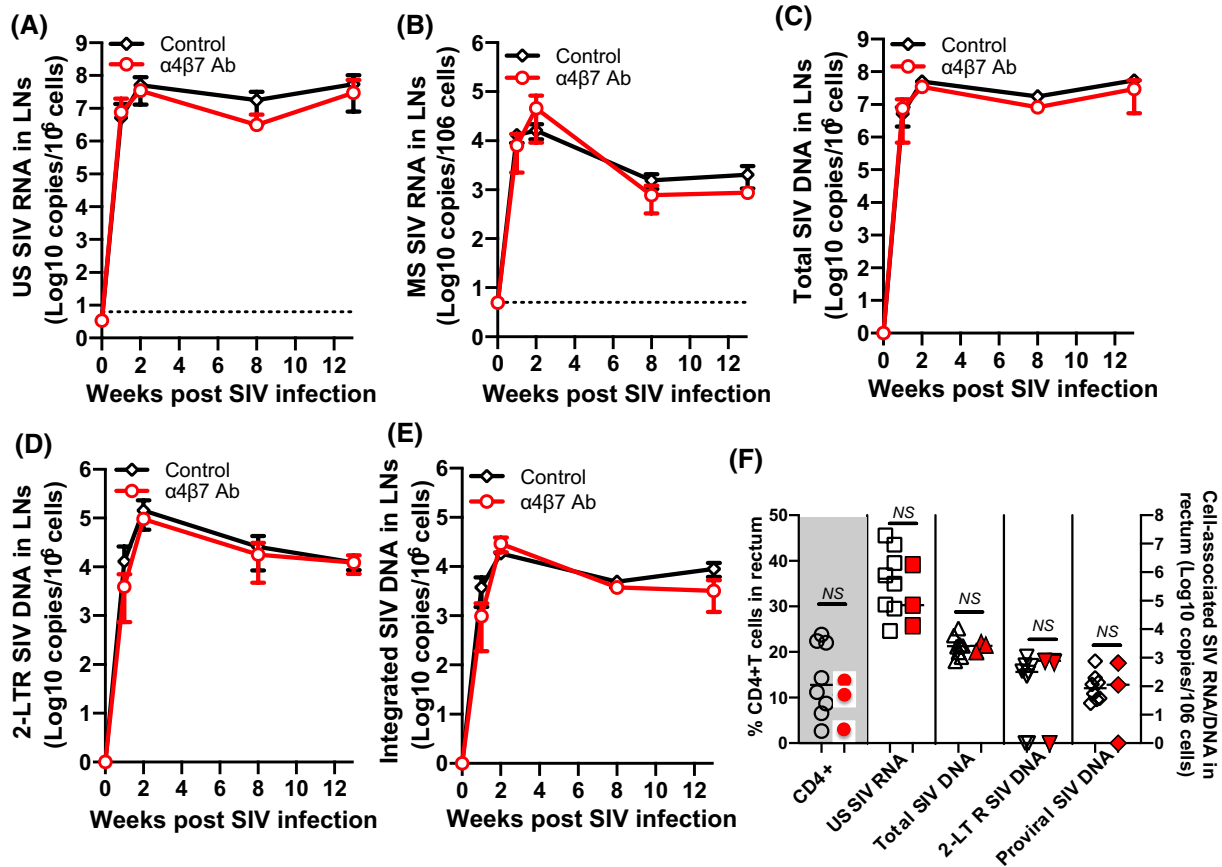 (A)
Control
α4β7 Ab
US SIV RNA in LNs
(Log10 copies/10^6 cells)
9
8
7
6
5
4
3
2
1
0
0 2 4 6 8 10 12
Weeks post SIV infection
(B)
Control
α4β7 Ab
MS SIV RNA in LNs
(Log10 copies/106 cells)
6
5
4
3
2
1
0
0 2 4 6 8 10 12
Weeks post SIV infection
(C)
Control
α4β7 Ab
Total SIV DNA in LNs
(Log10 copies/10^6 cells)
9
8
7
6
5
4
3
2
1
0
0 2 4 6 8 10 12
Weeks post SIV infection
(D)
Control
α4β7 Ab
2-LTR SIV DNA in LNs
(Log10 copies/10^6 cells)
6
5
4
3
2
1
0
0 2 4 6 8 10 12
Weeks post SIV infection
(E)
Control
α4β7 Ab
Integrated SIV DNA in LNs
(Log10 copies/10^6 cells)
6
5
4
3
2
1
0
0 2 4 6 8 10 12
Weeks post SIV infection
(F)
% CD4+T cells in rectum
50
40
30
20
10
0
NS
NS
NS
NS
NS
8
7
6
5
4
3
2
1
0
Cell-associated SIV RNA/DNA in
rectum (Log10 copies/106 cells)
CD4+
US SIV RNA
Total SIV DNA
2-LT R SIV DNA
Proviral SIV DNA